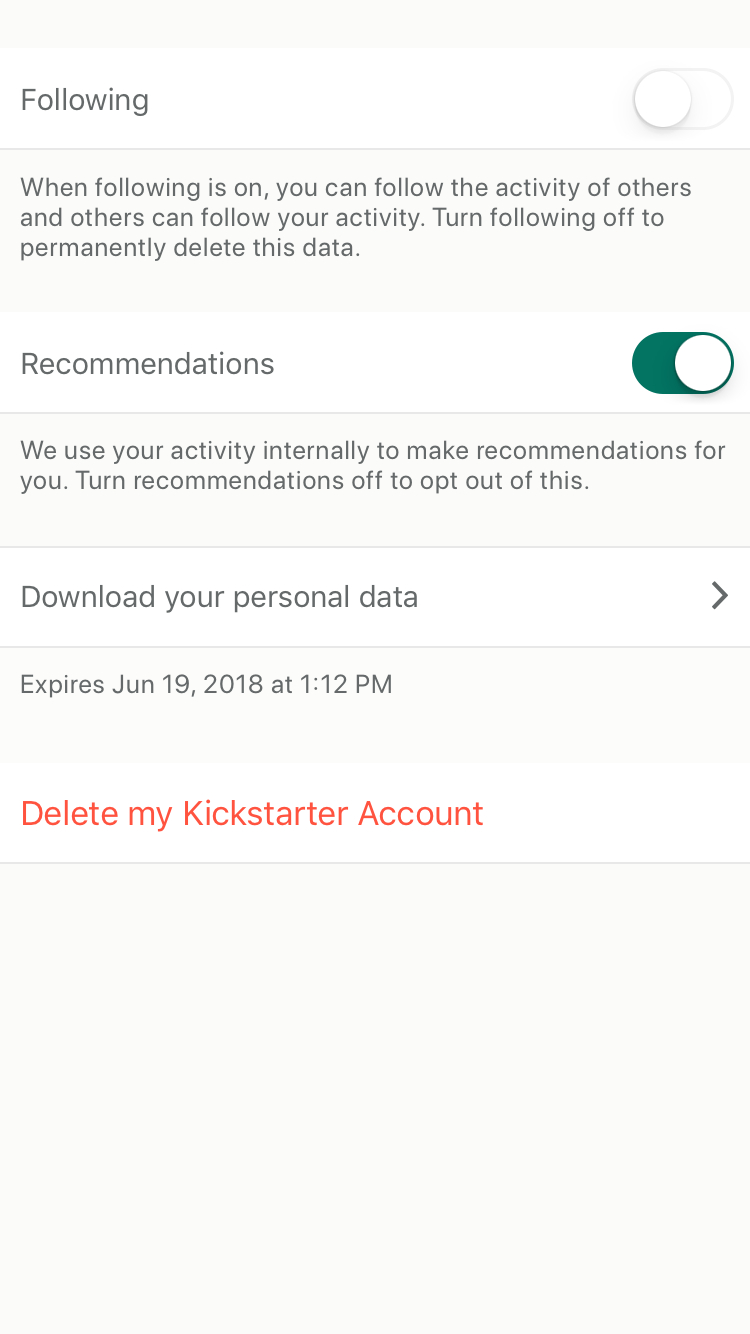 Following
When following is on, you can follow the activity of others
and others can follow your activity. Turn following off to
permanently delete this data.
Recommendations
We use your activity internally to make recommendations for
you. Turn recommendations off to opt out of this.
Download your personal data
Expires Jun 19, 2018 at 1:12 PM
Delete my Kickstarter Account